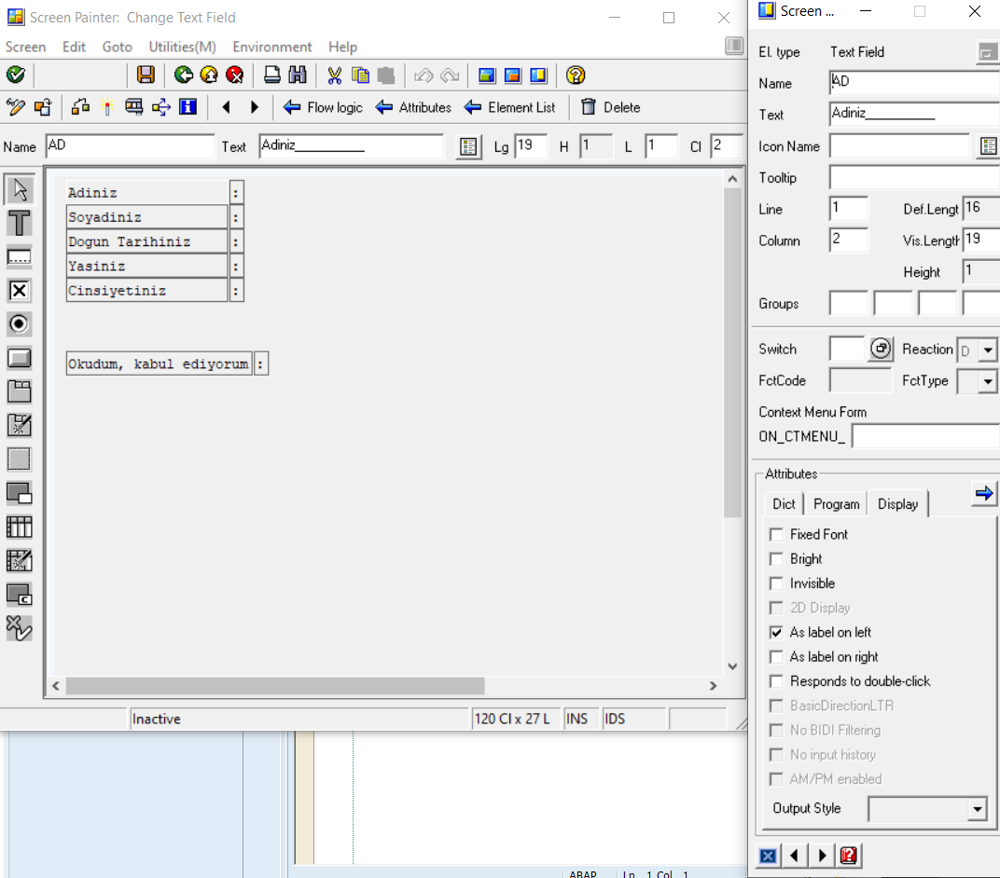 Screen Painter:  Change Text Field
Screen Edit Goto Utilities(M) Environment Help
Flow logic Attributes Element List Delete
Name AD Text Adiniz__________ Lg 19 H 1 L 1 Cl 2
Adiniz :
Soyadiniz :
Dogun Tarihiniz :
Yasiniz :
Cinsiyetiniz :
Okudum, kabul ediyorum :
Inactive 120 Cl x 27 L INS IDS
ABAP Ln 1 Col 1
Screen ...
El. type Text Field
Name AD
Text Adiniz__________
Icon Name
Tooltip
Line 1 Def.Lengt 16
Column 2 Vis.Length 19
Height 1
Groups
Switch Reaction D
FctCode FctType
Context Menu Form
ON_CTMENU_
Attributes
Dict Program Display
Fixed Font
Bright
Invisible
2D Display
As label on left
As label on right
Responds to double-click
BasicDirectionLTR
No BIDI Filtering
No input history
AM/PM enabled
Output Style